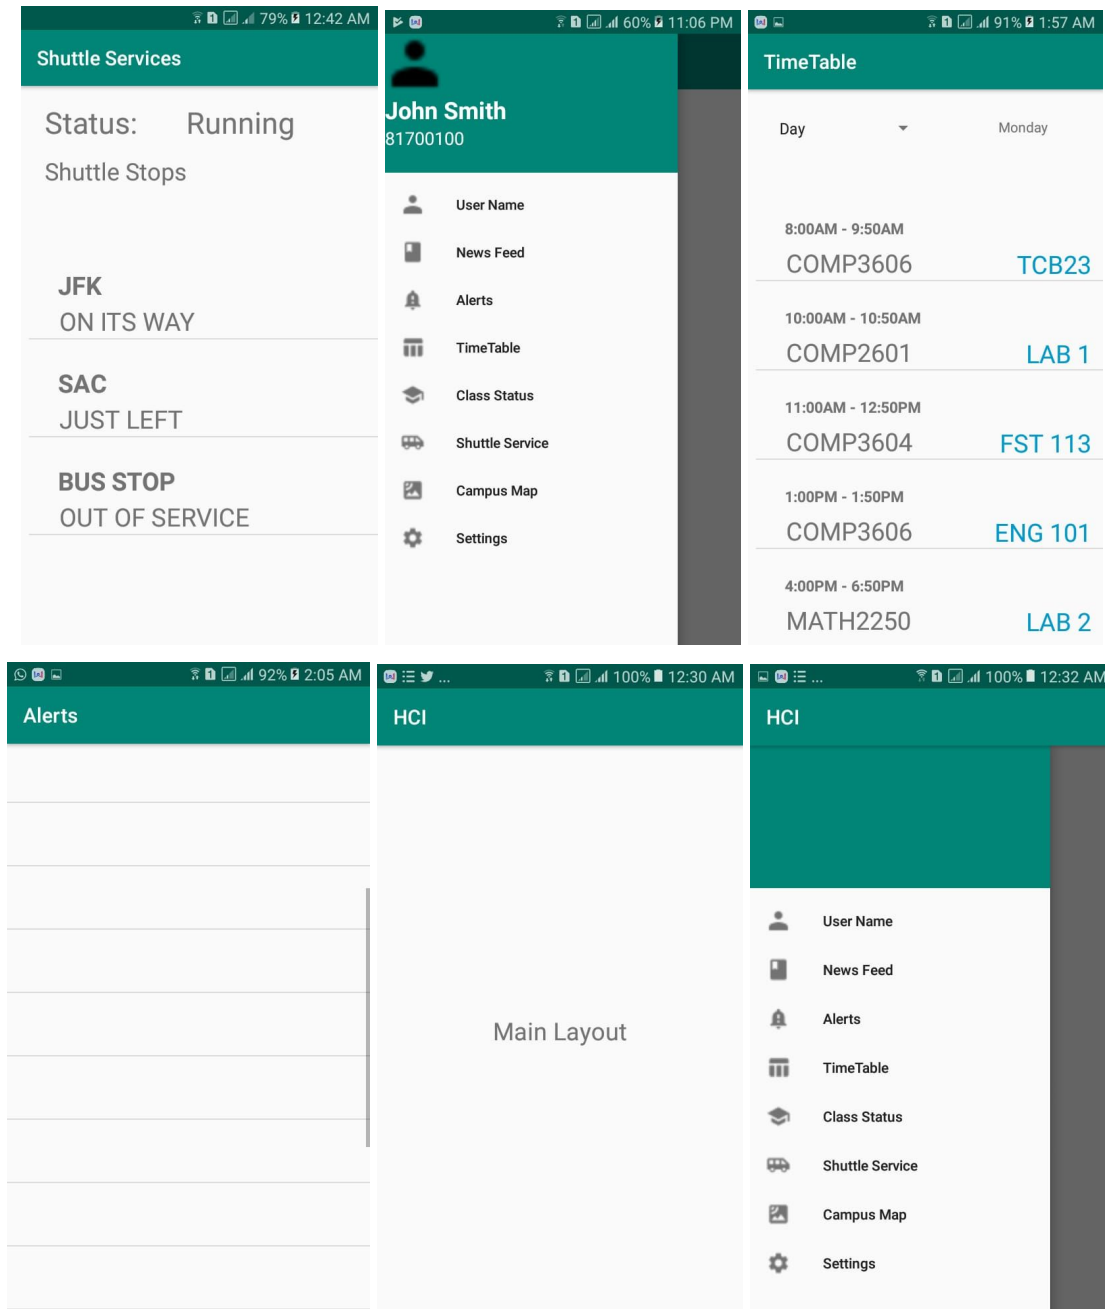 79% 12:42 AM
Shuttle Services
Status: Running
Shuttle Stops
JFK
ON ITS WAY
SAC
JUST LEFT
BUS STOP
OUT OF SERVICE
60% 11:06 PM
John Smith
81700100
User Name
News Feed
Alerts
TimeTable
Class Status
Shuttle Service
Campus Map
Settings
91% 1:57 AM
TimeTable
Day Monday
8:00AM - 9:50AM
COMP3606 TCB23
10:00AM - 10:50AM
COMP2601 LAB 1
11:00AM - 12:50PM
COMP3604 FST 113
1:00PM - 1:50PM
COMP3606 ENG 101
4:00PM - 6:50PM
MATH2250 LAB 2
92% 2:05 AM
Alerts
... 100% 12:30 AM
HCI
Main Layout
... 100% 12:32 AM
HCI
User Name
News Feed
Alerts
TimeTable
Class Status
Shuttle Service
Campus Map
Settings